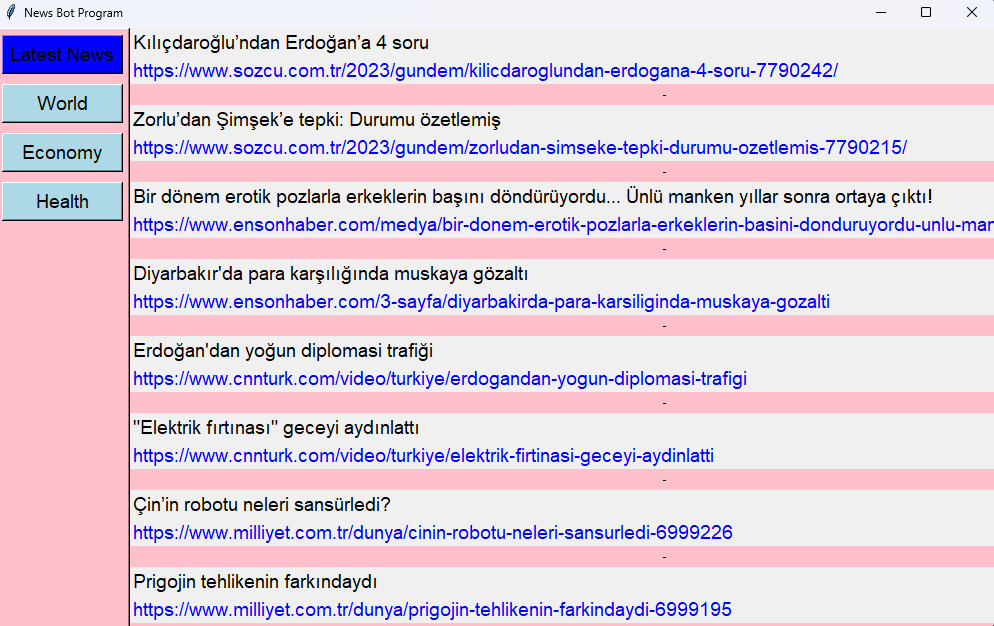 News Bot Program
Latest News
World
Economy
Health
Kılıçdaroğlu’ndan Erdoğan’a 4 soru
https://www.sozcu.com.tr/2023/gundem/kilicdaroglundan-erdogana-4-soru-7790242/
-
Zorlu’dan Şimşek’e tepki: Durumu özetlemiş
https://www.sozcu.com.tr/2023/gundem/zorludan-simseke-tepki-durumu-ozetlemis-7790215/
-
Bir dönem erotik pozlarla erkeklerin başını döndürüyordu... Ünlü manken yıllar sonra ortaya çıktı!
https://www.ensonhaber.com/medya/bir-donem-erotik-pozlarla-erkeklerin-basini-donduruyordu-unlu-man
-
Diyarbakır'da para karşılığında muskaya gözaltı
https://www.ensonhaber.com/3-sayfa/diyarbakirda-para-karsiliginda-muskaya-gozalti
-
Erdoğan'dan yoğun diplomasi trafiği
https://www.cnnturk.com/video/turkiye/erdogandan-yogun-diplomasi-trafigi
-
"Elektrik fırtınası" geceyi aydınlattı
https://www.cnnturk.com/video/turkiye/elektrik-firtinasi-geceyi-aydinlatti
-
Çin’in robotu neleri sansürledi?
https://www.milliyet.com.tr/dunya/cinin-robotu-neleri-sansurledi-6999226
-
Prigojin tehlikenin farkındaydı
https://www.milliyet.com.tr/dunya/prigojin-tehlikenin-farkindaydi-6999195